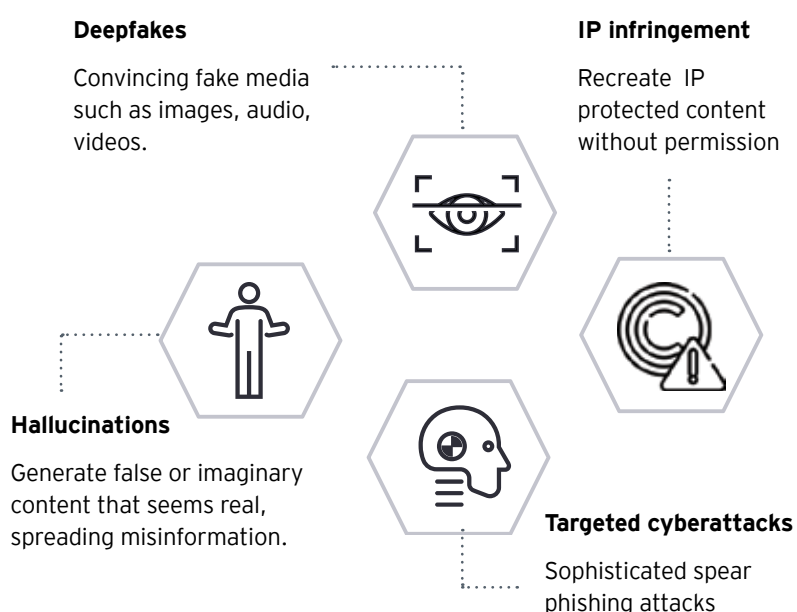 Deepfakes
Convincing fake media
such as images, audio,
videos.
IP infringement
Recreate IP
protected content
without permission
Hallucinations
Generate false or imaginary
content that seems real,
spreading misinformation.
Targeted cyberattacks
Sophisticated spear
phishing attacks